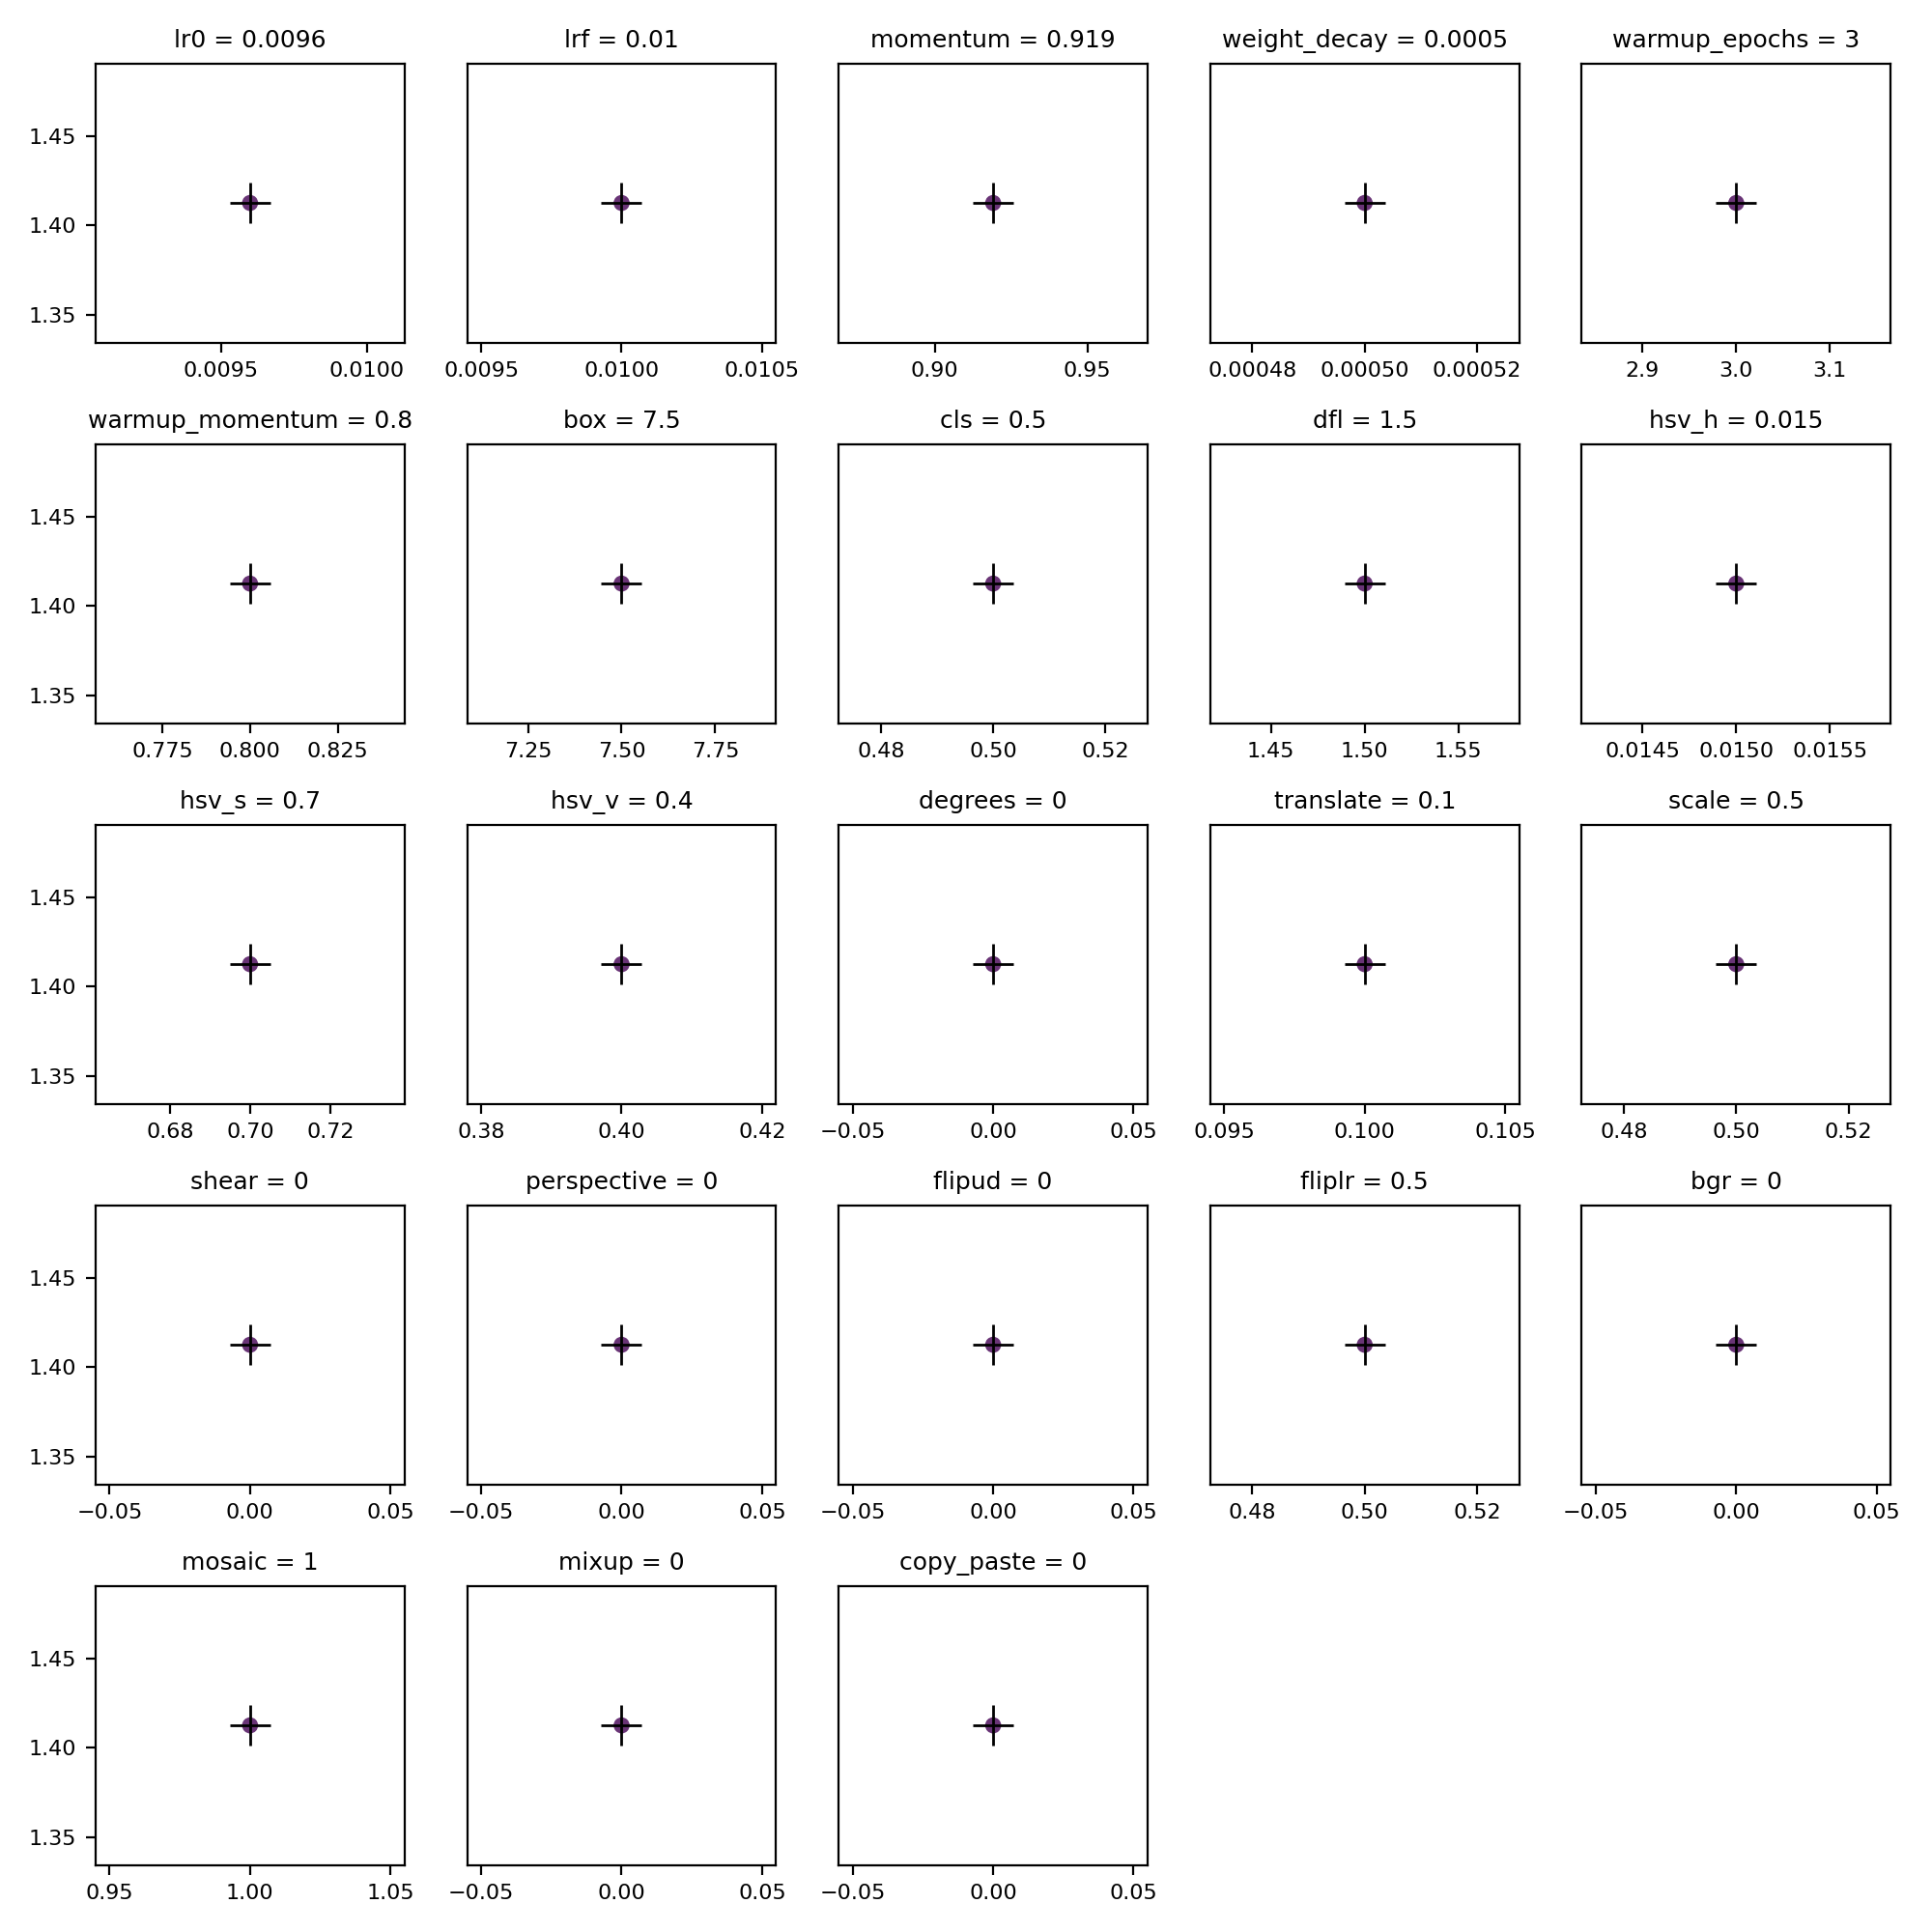 lr0 = 0.0096 lrf = 0.01 momentum = 0.919 weight_decay = 0.0005 warmup_epochs = 3
1.45
1.40
1.35
0.0095 0.0100 0.0095 0.0100 0.0105 0.90 0.95 0.00048 0.00050 0.00052 2.9 3.0 3.1
warmup_momentum = 0.8 box = 7.5 cls = 0.5 dfl = 1.5 hsv_h = 0.015
1.45
1.40
1.35
0.775 0.800 0.825 7.25 7.50 7.75 0.48 0.50 0.52 1.45 1.50 1.55 0.0145 0.0150 0.0155
hsv_s = 0.7 hsv_v = 0.4 degrees = 0 translate = 0.1 scale = 0.5
1.45
1.40
1.35
0.68 0.70 0.72 0.38 0.40 0.42 −0.05 0.00 0.05 0.095 0.100 0.105 0.48 0.50 0.52
shear = 0 perspective = 0 flipud = 0 fliplr = 0.5 bgr = 0
1.45
1.40
1.35
−0.05 0.00 0.05 −0.05 0.00 0.05 −0.05 0.00 0.05 0.48 0.50 0.52 −0.05 0.00 0.05
mosaic = 1 mixup = 0 copy_paste = 0
1.45
1.40
1.35
0.95 1.00 1.05 −0.05 0.00 0.05 −0.05 0.00 0.05